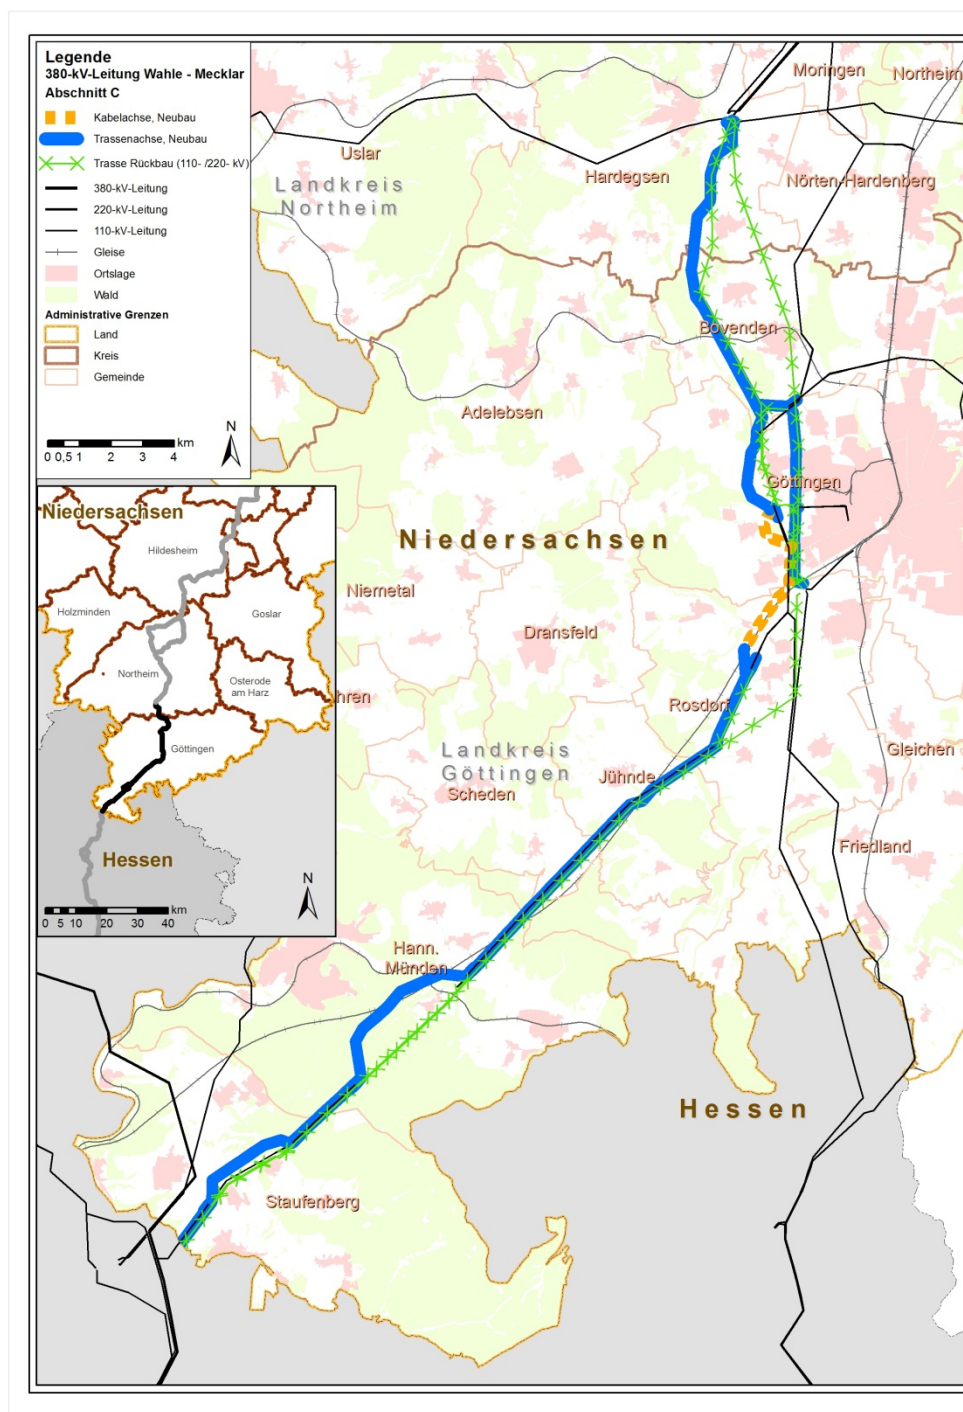 Legende
380-kV-Leitung Wahle - Mecklar
Abschnitt C
Kabelachse, Neubau
Trassenachse, Neubau
Trasse Rückbau (110- /220- kV)
380-kV-Leitung
220-kV-Leitung
110-kV-Leitung
Gleise
Ortslage
Wald
Administrative Grenzen
Land
Kreis
Gemeinde
km
0 0,5 1 2 3 4
N
Moringen
Northeim
Uslar
Hardegsen
Nörten-Hardenberg
Landkreis
Northeim
Bovenden
Adelebsen
Göttingen
Niedersachsen
Niemetal
Dransfeld
hren
Rosdorf
Landkreis
Göttingen
Jühnde
Scheden
Gleichen
Friedland
Hann.
Münden
Hessen
Staufenberg
Niedersachsen
Hildesheim
Holzminden
Goslar
Northeim
Osterode
am Harz
Göttingen
Hessen
N
km
0 5 10 20 30 40